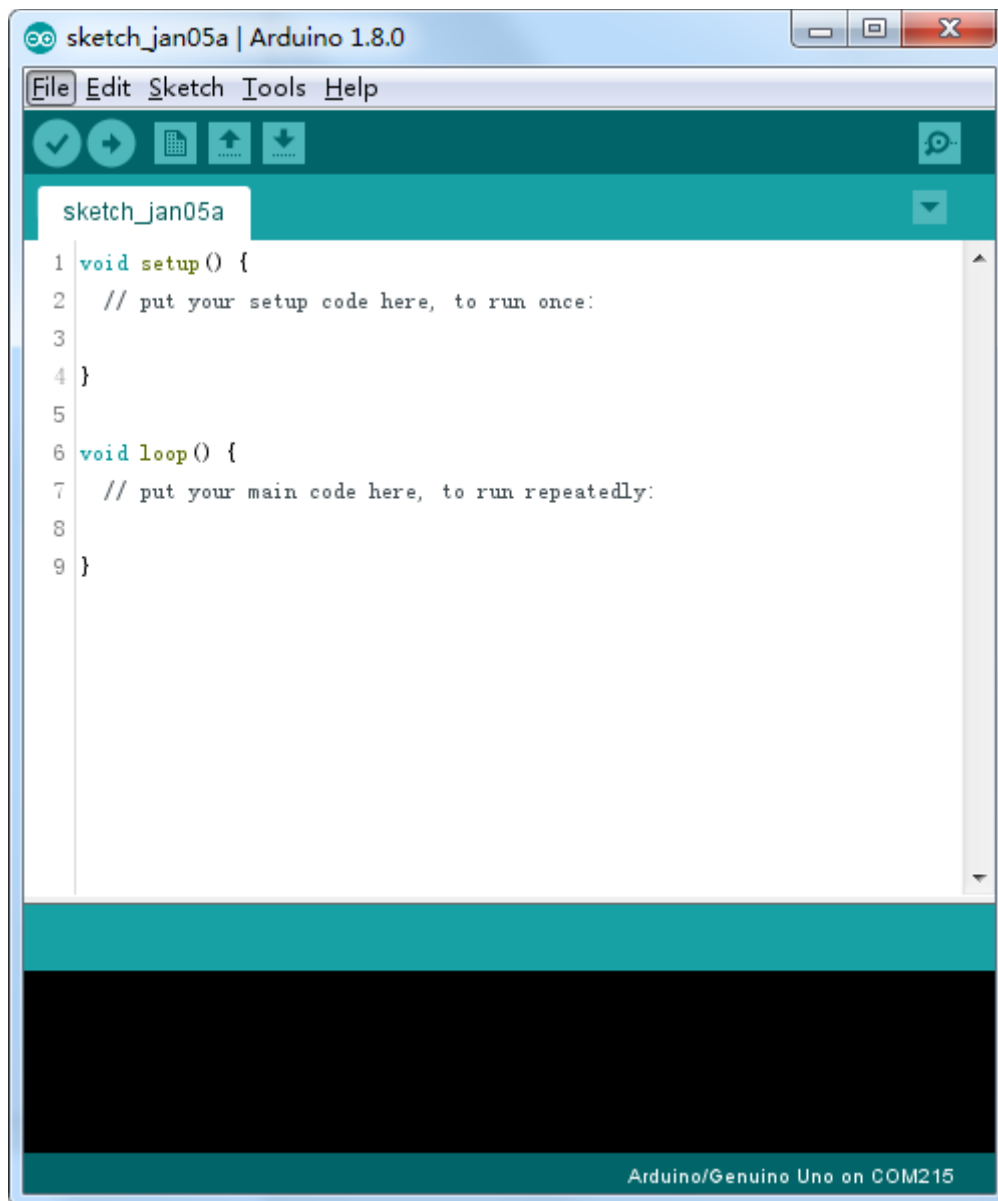 sketch_jan05a | Arduino 1.8.0
File Edit Sketch Tools Help
sketch_jan05a
1 void setup() {
2 // put your setup code here, to run once:
3
4 }
5
6 void loop() {
7 // put your main code here, to run repeatedly:
8
9 }
Arduino/Genuino Uno on COM215